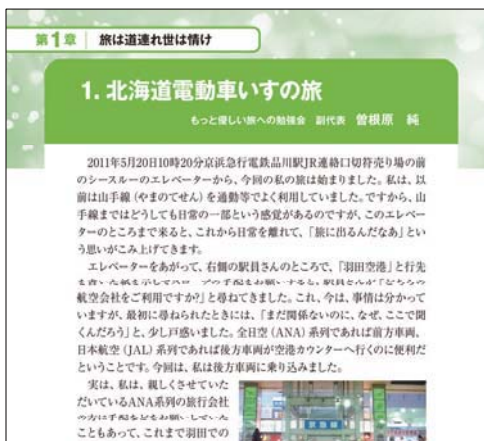 第1章 旅は道連れ世は情け
1. 北海道電動車いすの旅
もっと優しい旅への勉強会 副代表 曽根原 純
2011年5月20日10時20分京浜急行電鉄品川駅JR連絡口切符売り場の前
のシースルーのエレベーターから、今回の私の旅は始まりました。私は、以
前は山手線（やまのてせん）を通勤等でよく利用していました。ですから、山
手線まではどうしても日常の一部という感覚があるのですが、このエレベー
ターのところまで来ると、これから日常を離れて、「旅に出るんだなあ」とい
う思いがこみ上げてきます。
エレベーターをあがって、右側の駅員さんのところで、「羽田空港」と行先
航空会社をご利用ですか?」と尋ねてきました。これ、今は、事情は分かって
いますが、最初に尋ねられたときには、「まだ関係ないのに、なぜ、ここで聞
くんだろう」と、少し戸惑いました。全日空（ANA）系列であれば前方車両、
日本航空（JAL）系列であれば後方車両が空港カウンターへ行くのに便利だ
ということです。今回は、私は後方車両に乗り込みました。
実は、私は、親しくさせていた
だいているANA系列の旅行会社
こともあって、これまで羽田での
京急線